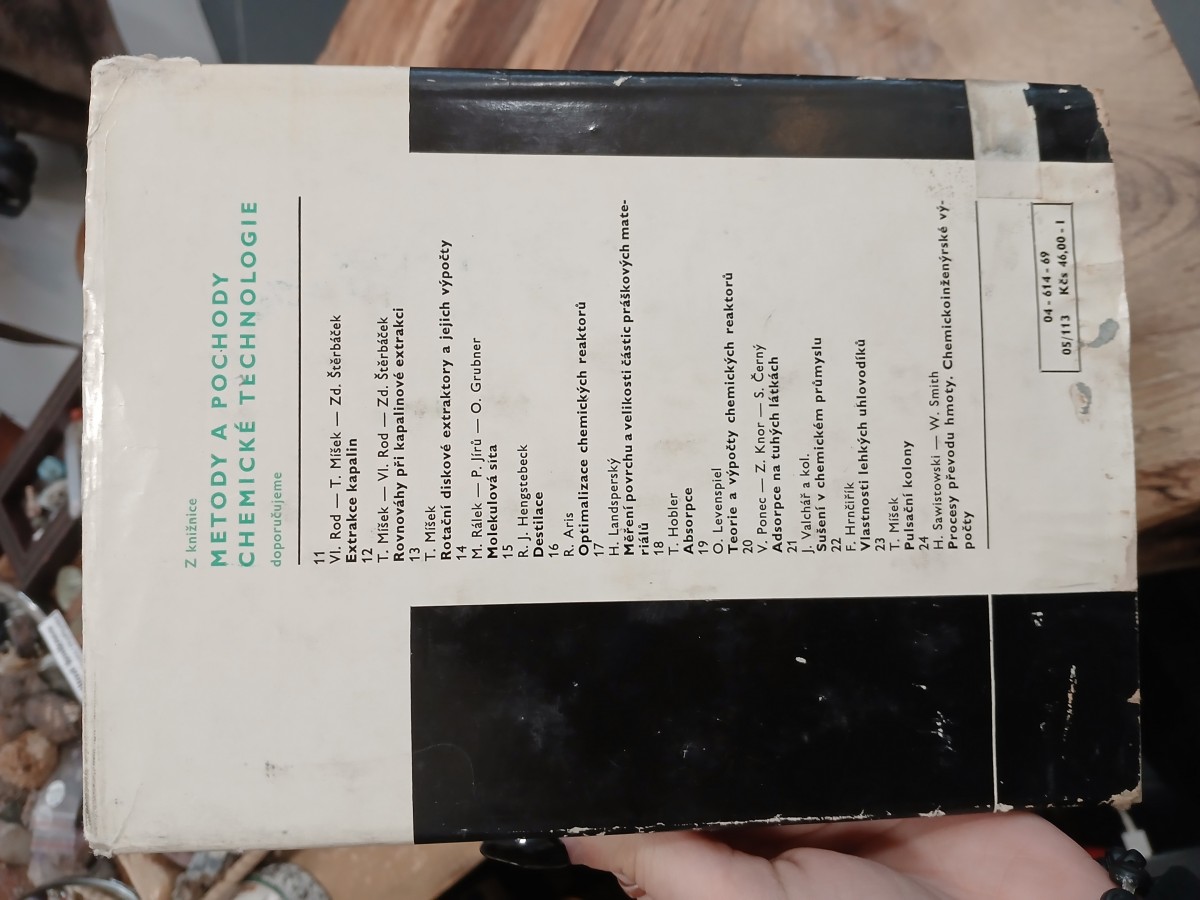 Z knižnice
METODY A POCHODY
CHEMICKÉ TECHNOLOGIE
doporučujeme
11
Vl. Rod — T. Míšek — Zd. Štěrbáček
Extrakce kapalin
12
T. Míšek — Vl. Rod — Zd. Štěrbáček
Rovnováhy při kapalinové extrakci
13
T. Míšek
Rotační diskové extraktory a jejich výpočty
14
M. Rálek — P. Jírů — O. Grubner
Molekulová síta
15
R. J. Hengstebeck
Destilace
16
R. Aris
Optimalizace chemických reaktorů
17
H. Landsperský
Měření povrchu a velikosti částic práškových mate-
riálů
18
T. Hobler
Absorpce
19
O. Levenspiel
Teorie a výpočty chemických reaktorů
20
V. Ponec — Z. Knor — S. Černý
Adsorpce na tuhých látkách
21
J. Valchář a kol.
Sušení v chemickém průmyslu
22
F. Hrnčiřík
Vlastnosti lehkých uhlovodíků
23
T. Míšek
Pulsační kolony
24
H. Sawistowski — W. Smith
Procesy převodu hmoty. Chemickoinženýrské vý-
počty
04 - 614 - 69
05/113 Kčs 46,00 - I